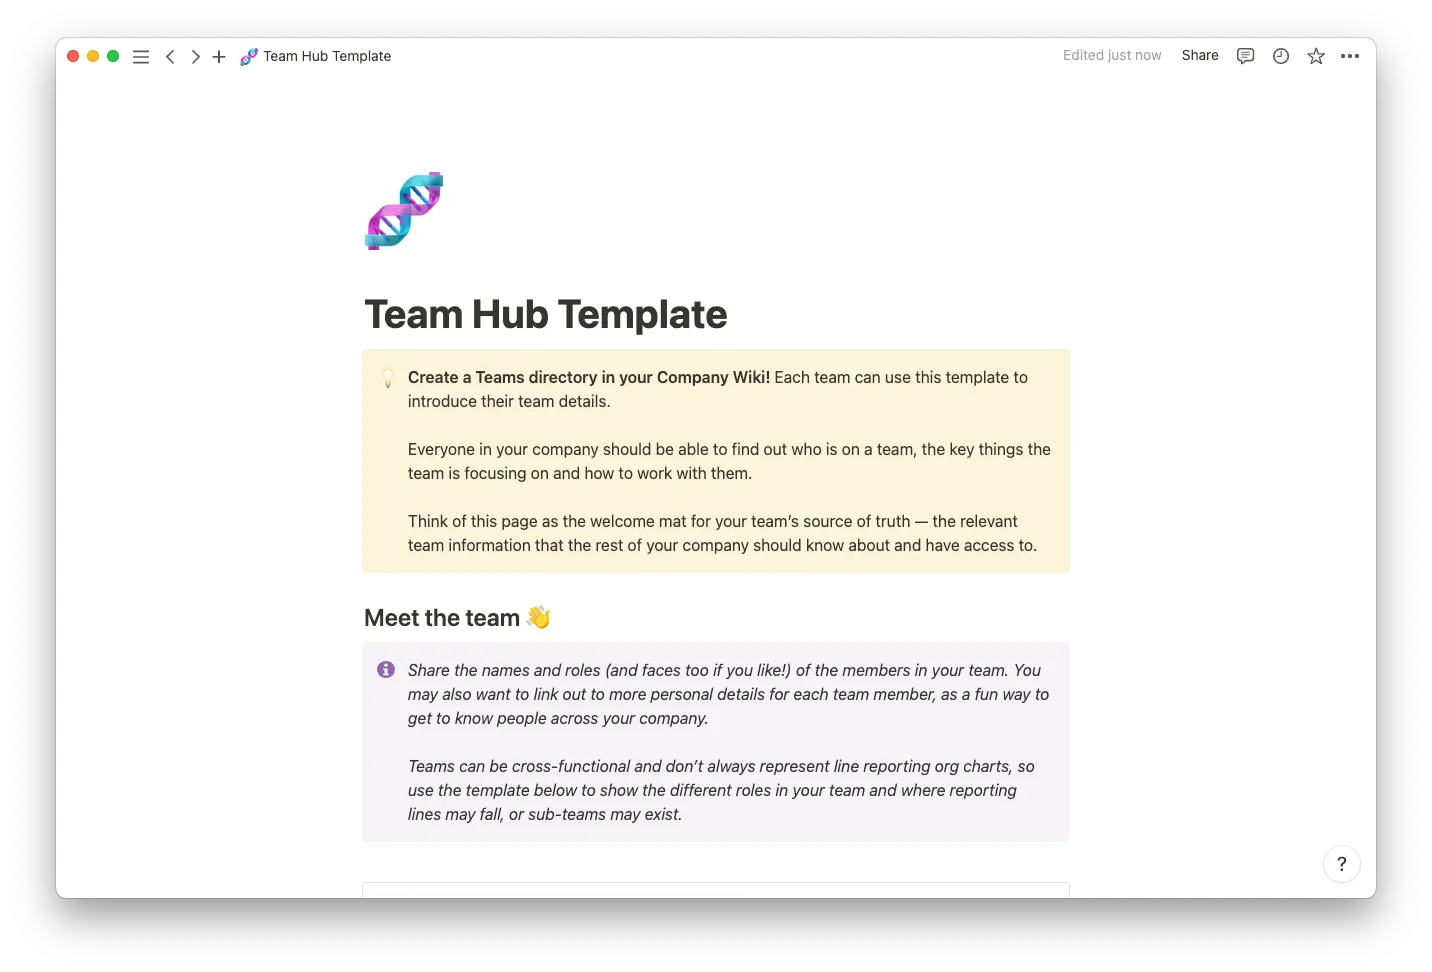 Team Hub Template
Edited just now
Share
Team Hub Template
Create a Teams directory in your Company Wiki! Each team can use this template to
introduce their team details.
Everyone in your company should be able to find out who is on a team, the key things the
team is focusing on and how to work with them.
Think of this page as the welcome mat for your team’s source of truth — the relevant
team information that the rest of your company should know about and have access to.
Meet the team 👋
Share the names and roles (and faces too if you like!) of the members in your team. You
may also want to link out to more personal details for each team member, as a fun way to
get to know people across your company.
Teams can be cross-functional and don’t always represent line reporting org charts, so
use the template below to show the different roles in your team and where reporting
lines may fall, or sub-teams may exist.
?